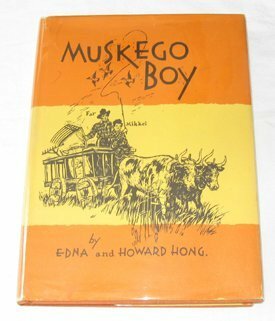 MUSKEGO
BOY
Far
Mikkel
by
EDNA and HOWARD HONG.